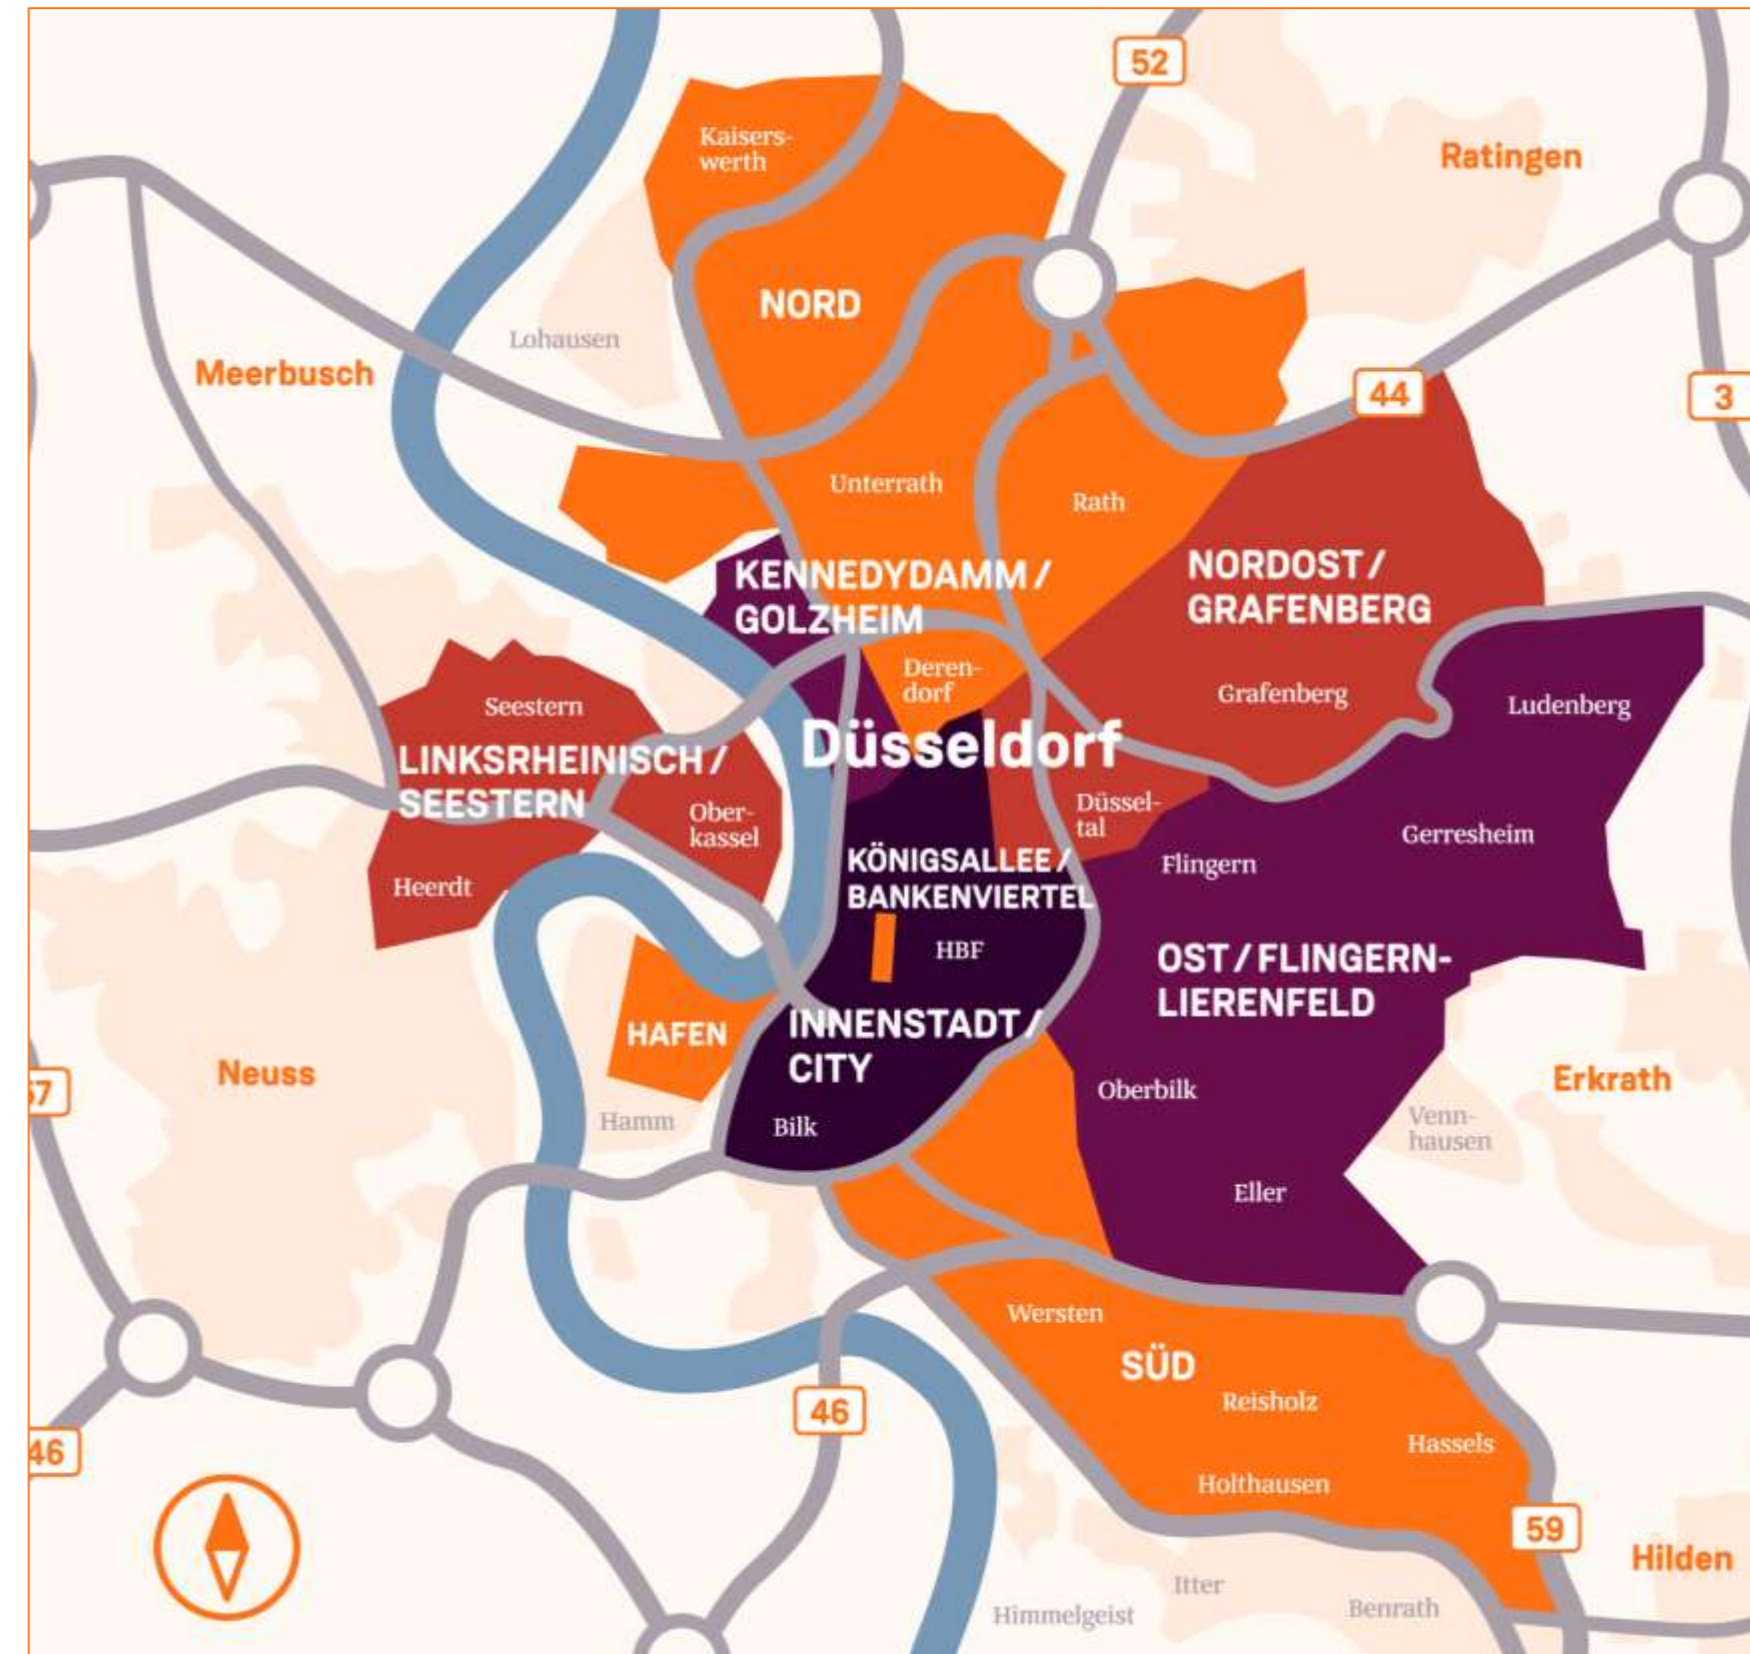 52
Kaisers-
werth
Ratingen
NORD
Lohausen
Meerbusch
44
3
Unterrath
Rath
KENNEDYDAMM /
GOLZHEIM
NORDOST /
GRAFENBERG
Deren-
dorf
Grafenberg
Seestern
Ludenberg
Düsseldorf
LINKSRHEINISCH /
SEESTERN
Ober-
kassel
Düssel-
tal
Gerresheim
KÖNIGSALLEE /
BANKENVIERTEL
Flingern
Heerdt
HBF
OST / FLINGERN-
LIERENFELD
HAFEN
INNENSTADT /
CITY
Neuss
57
Oberbilk
Erkrath
Hamm
Bilk
Venn-
hausen
Eller
Wersten
SÜD
Reisholz
46
46
Hassels
Holthausen
59
Hilden
Itter
Himmelgeist
Benrath